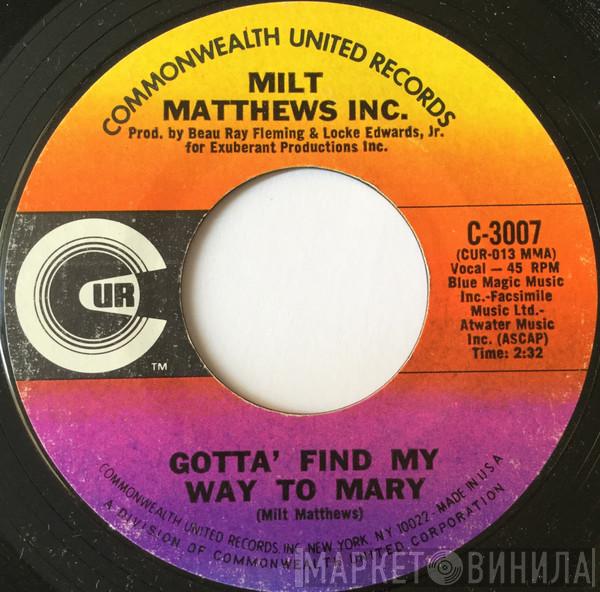 COMMONWEALTH UNITED RECORDS
MILT
MATTHEWS INC.
Prod. by Beau Ray Fleming & Locke Edwards, Jr.
for Exuberant Productions Inc.
CUR
TM
C-3007
(CUR-013 MMA)
Vocal — 45 RPM
Blue Magic Music
Inc.-Facsimile
Music Ltd.-
Atwater Music
Inc. (ASCAP)
Time: 2:32
GOTTA' FIND MY
WAY TO MARY
(Milt Matthews)
COMMONWEALTH UNITED RECORDS, INC. NEW YORK, N.Y. 10022 - MADE IN U.S.A.
A DIVISION OF COMMONWEALTH UNITED CORPORATION
МАРКЕТ ВИНИЛА